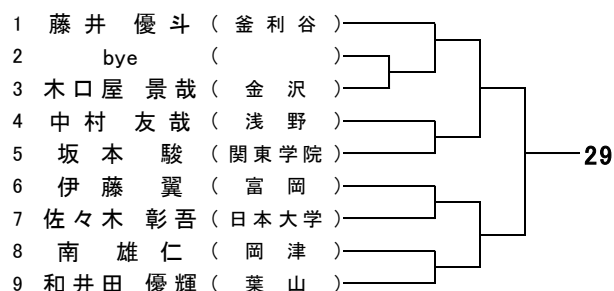 1 藤井 優斗 ( 釜利谷 )
2 bye ( )
3 木口屋 景哉 ( 金 沢 )
4 中村 友哉 ( 浅 野 )
5 坂本 駿 ( 関東学院 )
6 伊藤 翼 ( 富 岡 )
7 佐々木 彰吾 ( 日本大学 )
8 南 雄仁 ( 岡 津 )
9 和井田 優輝 ( 葉 山 )
29